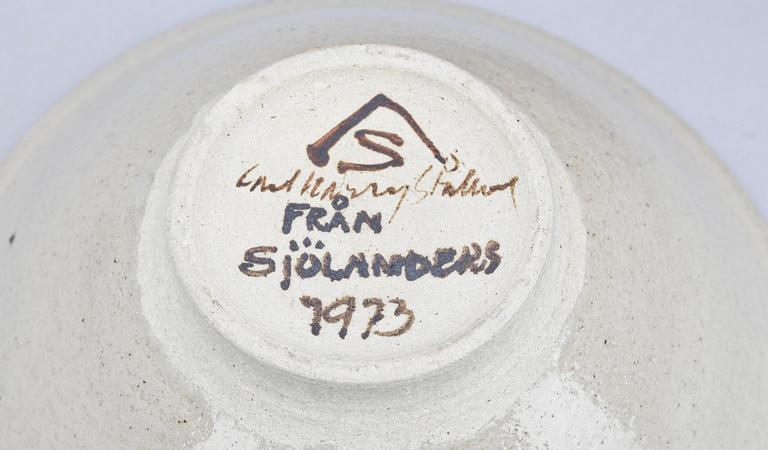 S
Carl Harry Stålhane
FRÅN
SJÖLANDERS
1973